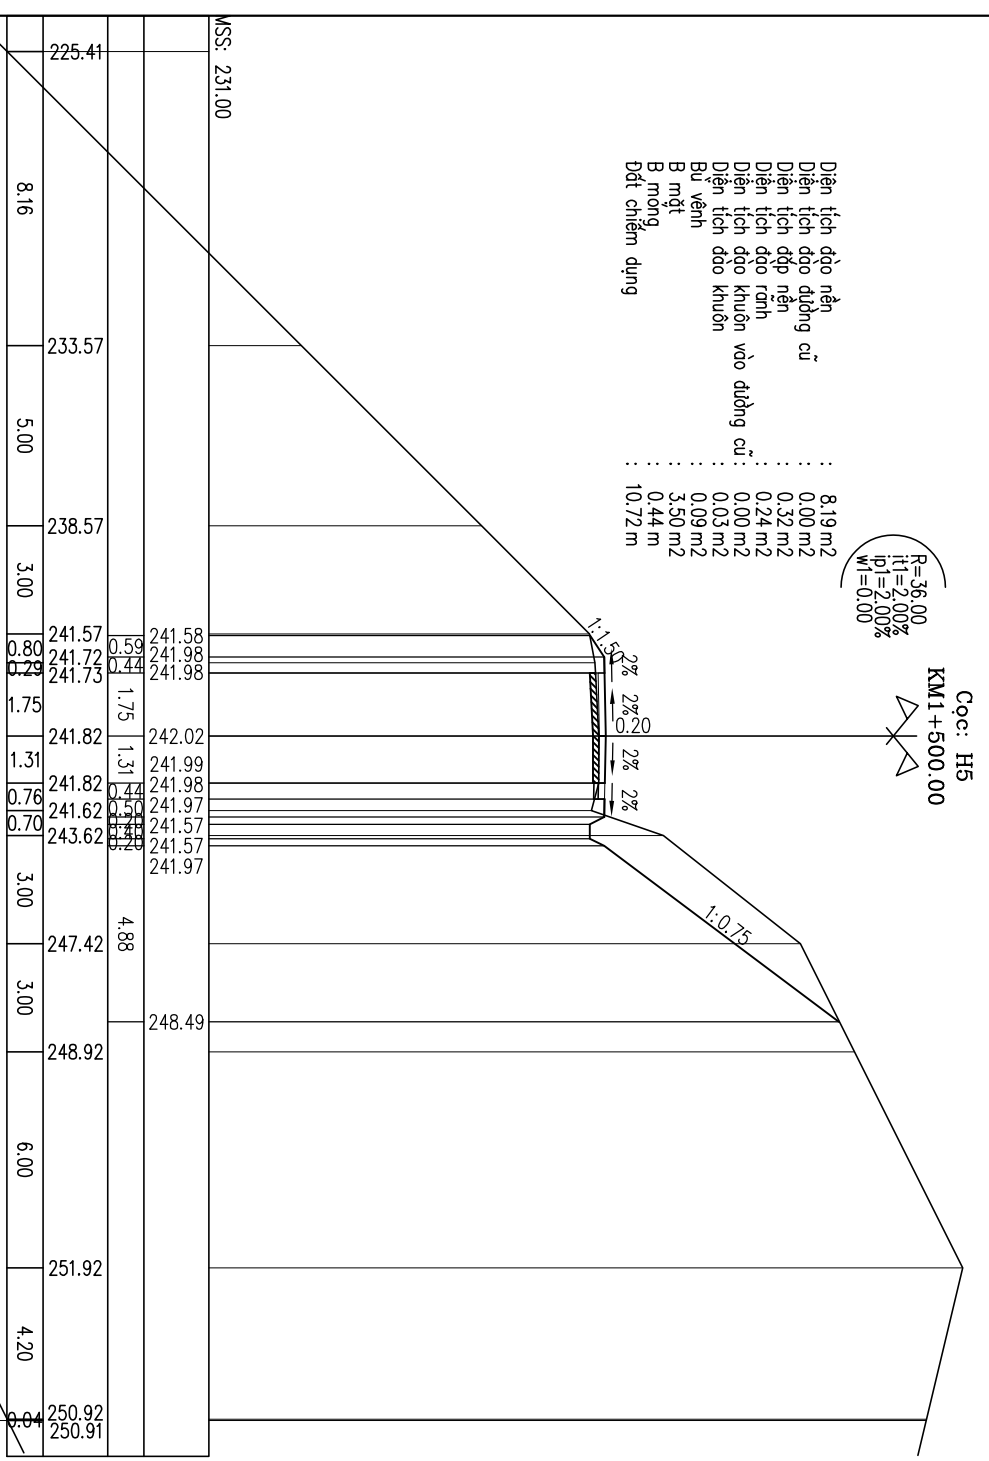 Cọc: H5
KM1+500.00
R=36.00
it1=2.00%
ip1=2.00%
w1=0.00
Diện tích đào nền : 8.19 m2
Diện tích đào đường cũ : 0.00 m2
Diện tích đắp nền : 0.32 m2
Diện tích đào rãnh : 0.24 m2
Diện tích đào khuôn vào đường cũ : 0.00 m2
Diện tích đào khuôn : 0.03 m2
Bù vênh : 0.09 m2
B mặt : 3.50 m2
B móng : 0.44 m
Đất chiếm dụng : 10.72 m
1:0.75
1:1.50
2% 2% 2% 2%
0.20
MSS: 231.00
241.58 241.98 241.98 242.02 241.99 241.98 241.97 241.57 241.57 241.97 248.49
0.59 0.44 1.75 1.31 0.44 0.50 0.20 0.40 0.20 4.88
225.41 233.57 238.57 241.57 241.72 241.73 241.82 241.82 241.62 243.62 247.42 248.92 251.92 250.92 250.91
8.16 5.00 3.00 0.80 0.29 1.75 1.31 0.76 0.70 3.00 3.00 6.00 4.20 0.04